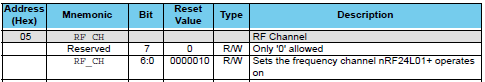 Address (Hex) Mnemonic Bit Reset Value Type Description
05 RF_CH RF Channel
Reserved 7 0 R/W Only '0' allowed
RF_CH 6:0 0000010 R/W Sets the frequency channel nRF24L01+ operates
on